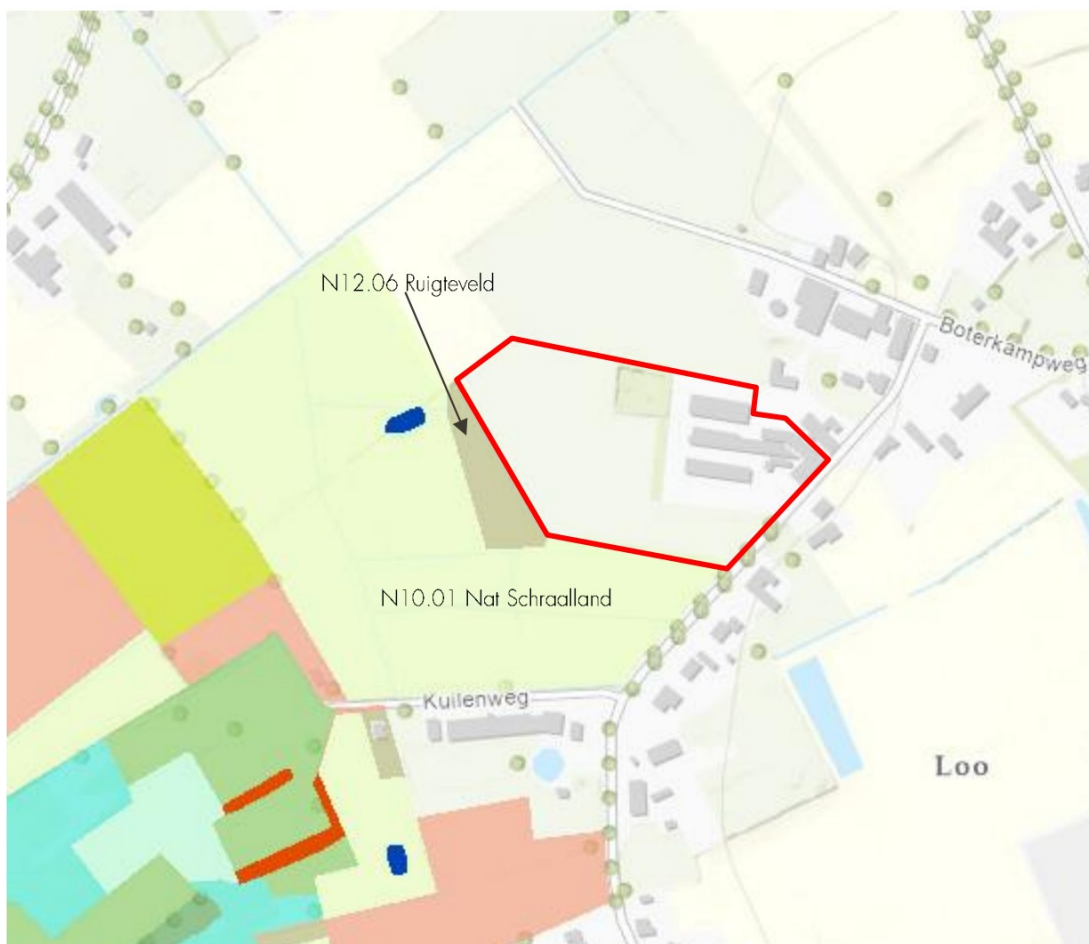 N12.06 Ruigteveld
Boterkampweg
N10.01 Nat Schraalland
Kuilenweg
Loo